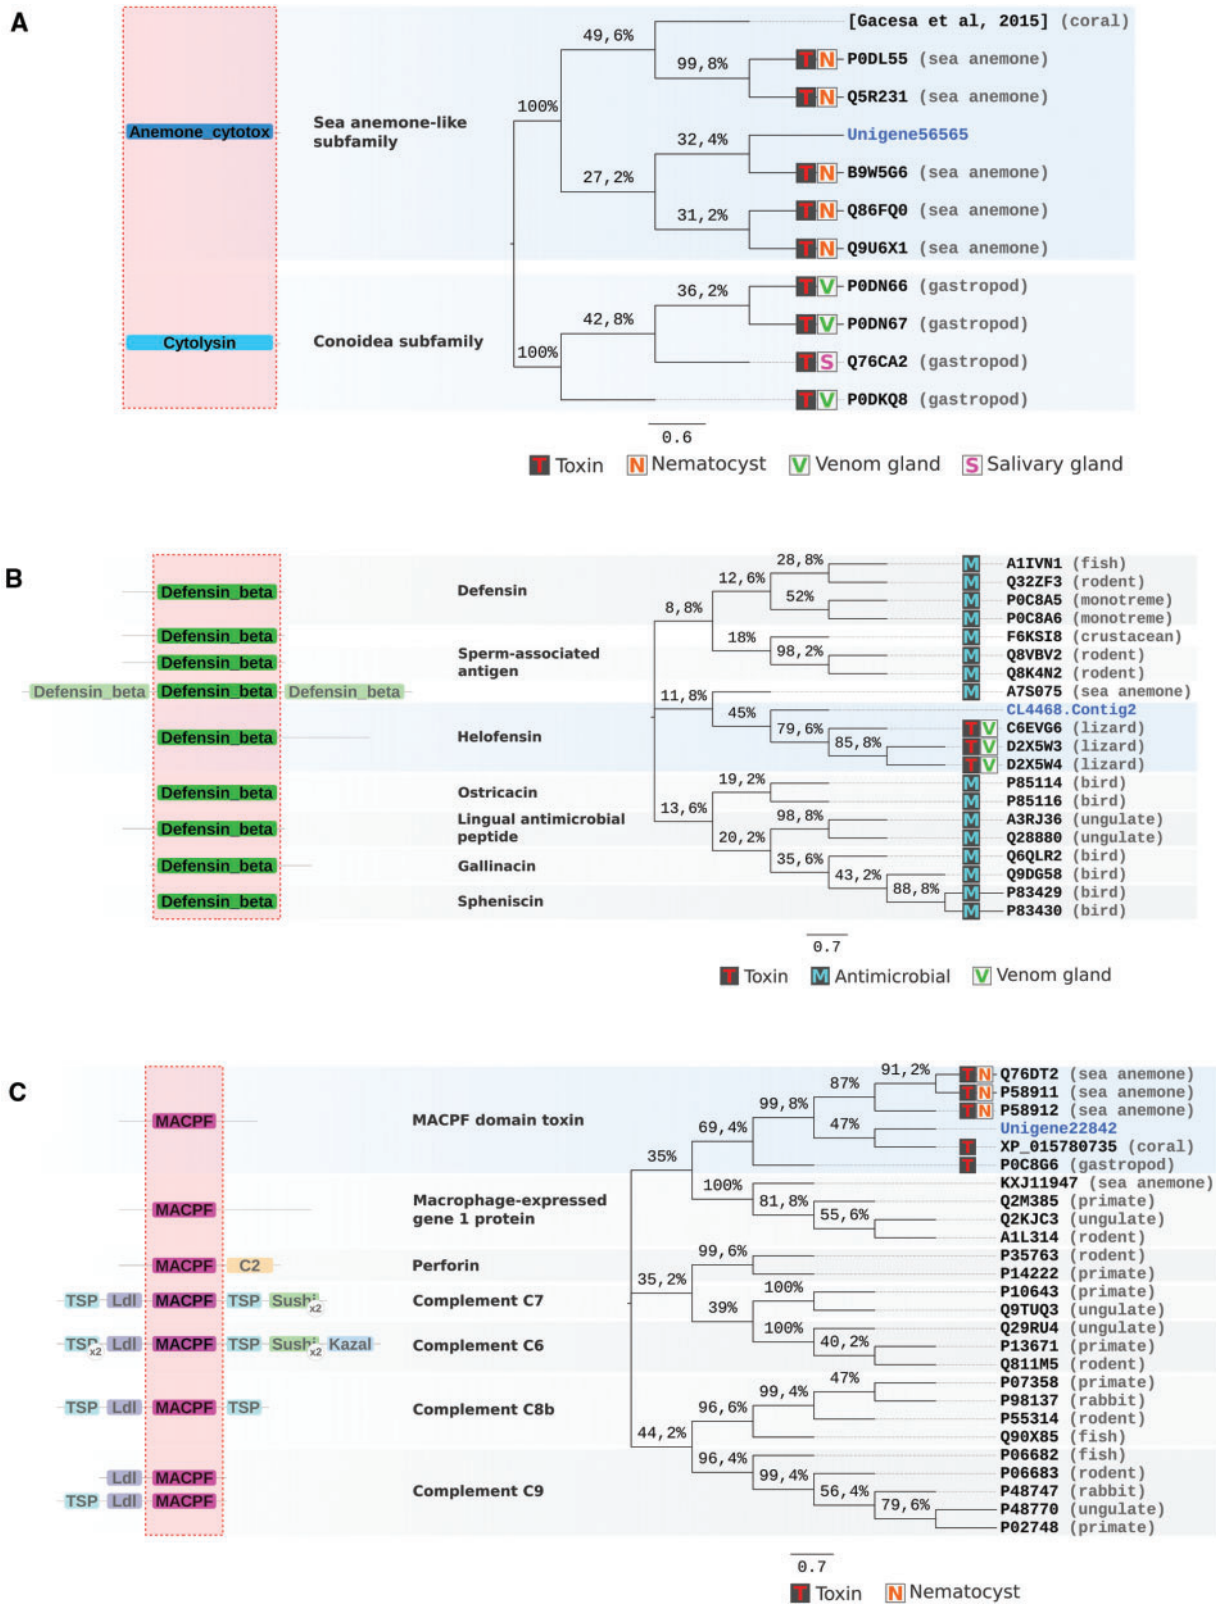 A
Anemone_cytotox
Cytolysin
Sea anemone-like
subfamily
Conoidea subfamily
49,6%
99,8%
100%
32,4%
27,2%
31,2%
36,2%
42,8%
100%
[Gacesa et al, 2015] (coral)
T N P0DL55 (sea anemone)
T N Q5R231 (sea anemone)
Unigene56565
T N B9W5G6 (sea anemone)
T N Q86FQ0 (sea anemone)
T N Q9U6X1 (sea anemone)
T V P0DN66 (gastropod)
T V P0DN67 (gastropod)
T S Q76CA2 (gastropod)
T V P0DKQ8 (gastropod)
0.6
T Toxin N Nematocyst V Venom gland S Salivary gland
B
Defensin_beta
Defensin_beta
Defensin_beta
Defensin_beta Defensin_beta Defensin_beta
Defensin_beta
Defensin_beta
Defensin_beta
Defensin_beta
Defensin_beta
Defensin
Sperm-associated
antigen
Helofensin
Ostricacin
Lingual antimicrobial
peptide
Gallinacin
Spheniscin
28,8%
12,6%
52%
8,8%
18%
98,2%
11,8%
45%
79,6%
85,8%
19,2%
13,6%
98,8%
20,2%
35,6%
43,2%
88,8%
M A1IVN1 (fish)
M Q32ZF3 (rodent)
M P0C8A5 (monotreme)
M P0C8A6 (monotreme)
M F6KSI8 (crustacean)
M Q8VBV2 (rodent)
M Q8K4N2 (rodent)
M A7S075 (sea anemone)
CL4468.Contig2
T V C6EVG6 (lizard)
T V D2X5W3 (lizard)
T V D2X5W4 (lizard)
M P85114 (bird)
M P85116 (bird)
M A3RJ36 (ungulate)
M Q28880 (ungulate)
M Q6QLR2 (bird)
M Q9DG58 (bird)
M P83429 (bird)
M P83430 (bird)
0.7
T Toxin M Antimicrobial V Venom gland
C
MACPF
MACPF
MACPF C2
TSP Ldl MACPF TSP Sushi x2
TSP x2 Ldl MACPF TSP Sushi x2 Kazal
TSP Ldl MACPF TSP
Ldl MACPF
TSP Ldl MACPF
MACPF domain toxin
Macrophage-expressed
gene 1 protein
Perforin
Complement C7
Complement C6
Complement C8b
Complement C9
91,2%
87%
99,8%
47%
69,4%
35%
100%
81,8%
55,6%
99,6%
35,2%
100%
39%
100%
40,2%
47%
99,4%
96,6%
44,2%
96,4%
99,4%
56,4%
79,6%
T N Q76DT2 (sea anemone)
T N P58911 (sea anemone)
T N P58912 (sea anemone)
Unigene22842
T XP_015780735 (coral)
T P0C8G6 (gastropod)
KXJ11947 (sea anemone)
Q2M385 (primate)
Q2KJC3 (ungulate)
A1L314 (rodent)
P35763 (rodent)
P14222 (primate)
P10643 (primate)
Q9TUQ3 (ungulate)
Q29RU4 (ungulate)
P13671 (primate)
Q811M5 (rodent)
P07358 (primate)
P98137 (rabbit)
P55314 (rodent)
Q90X85 (fish)
P06682 (fish)
P06683 (rodent)
P48747 (rabbit)
P48770 (ungulate)
P02748 (primate)
0.7
T Toxin N Nematocyst